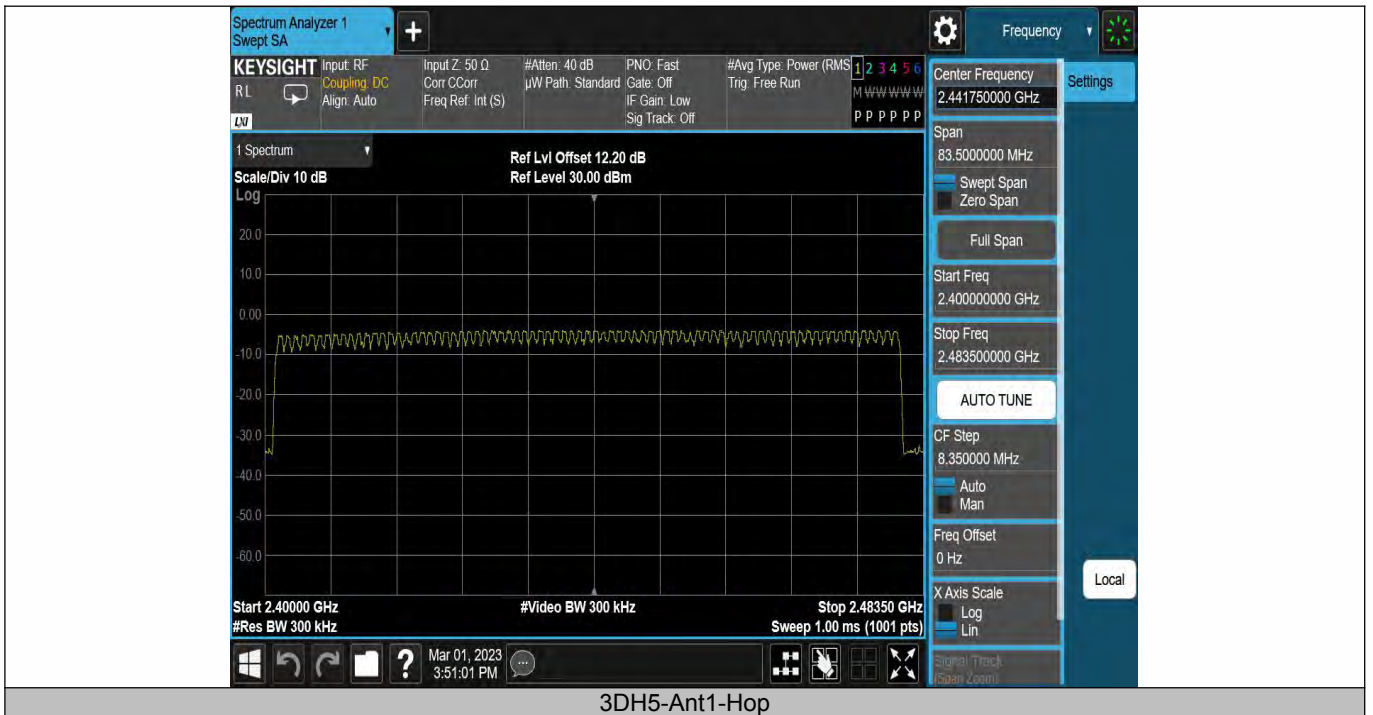 Spectrum Analyzer 1
Swept SA
+
Frequency
KEYSIGHT
R L
LXI
Input: RF
Coupling: DC
Align: Auto
Input Z: 50 Ω
Corr CCorr
Freq Ref: Int (S)
#Atten: 40 dB
µW Path: Standard
PNO: Fast
Gate: Off
IF Gain: Low
Sig Track: Off
#Avg Type: Power (RMS
Trig: Free Run
1 2 3 4 5 6
M W W W W W
P P P P P P
Center Frequency
2.441750000 GHz
Settings
Span
83.5000000 MHz
Swept Span
Zero Span
Full Span
Start Freq
2.400000000 GHz
Stop Freq
2.483500000 GHz
AUTO TUNE
CF Step
8.350000 MHz
Auto
Man
Freq Offset
0 Hz
X Axis Scale
Log
Lin
Signal Track
(Span Zoom)
Local
1 Spectrum
Scale/Div 10 dB
Ref Lvl Offset 12.20 dB
Ref Level 30.00 dBm
Log
20.0
10.0
0.00
-10.0
-20.0
-30.0
-40.0
-50.0
-60.0
Start 2.40000 GHz
#Video BW 300 kHz
Stop 2.48350 GHz
#Res BW 300 kHz
Sweep 1.00 ms (1001 pts)
?
Mar 01, 2023
3:51:01 PM
3DH5-Ant1-Hop